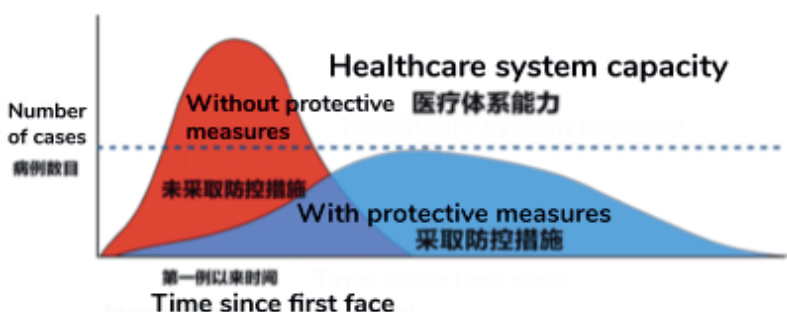 Healthcare system capacity
医疗体系能力
Number
of cases
病例数目
Without protective
measures
未采取防控措施
With protective measures
采取防控措施
第一例以来时间
Time since first face